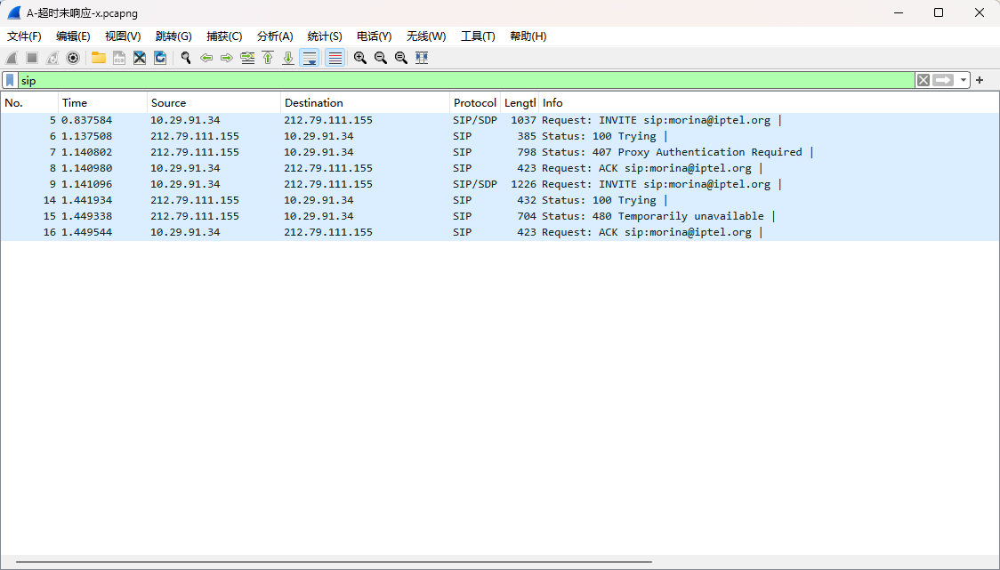 A-超时未响应-x.pcapng
文件(F) 编辑(E) 视图(V) 跳转(G) 捕获(C) 分析(A) 统计(S) 电话(Y) 无线(W) 工具(T) 帮助(H)
sip
No. Time Source Destination Protocol Lengtl Info
5 0.837584 10.29.91.34 212.79.111.155 SIP/SDP 1037 Request: INVITE sip:morina@iptel.org |
6 1.137508 212.79.111.155 10.29.91.34 SIP 385 Status: 100 Trying |
7 1.140802 212.79.111.155 10.29.91.34 SIP 798 Status: 407 Proxy Authentication Required |
8 1.140980 10.29.91.34 212.79.111.155 SIP 423 Request: ACK sip:morina@iptel.org |
9 1.141096 10.29.91.34 212.79.111.155 SIP/SDP 1226 Request: INVITE sip:morina@iptel.org |
14 1.441934 212.79.111.155 10.29.91.34 SIP 432 Status: 100 Trying |
15 1.449338 212.79.111.155 10.29.91.34 SIP 704 Status: 480 Temporarily unavailable |
16 1.449544 10.29.91.34 212.79.111.155 SIP 423 Request: ACK sip:morina@iptel.org |